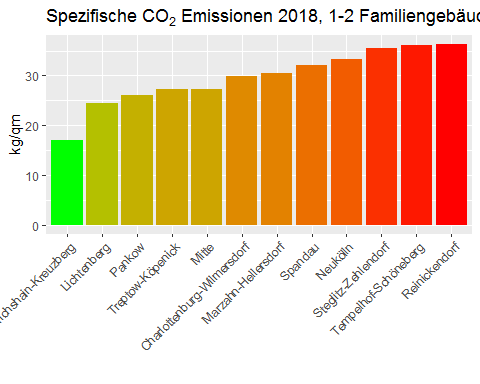 Spezifische CO₂ Emissionen 2018, 1-2 Familiengebäud
kg/qm
30
20
10
0
richshain-Kreuzberg
Lichtenberg
Pankow
Treptow-Köpenick
Mitte
Charlottenburg-Wilmersdorf
Marzahn-Hellersdorf
Spandau
Neukölln
Steglitz-Zehlendorf
Tempelhof-Schöneberg
Reinickendorf